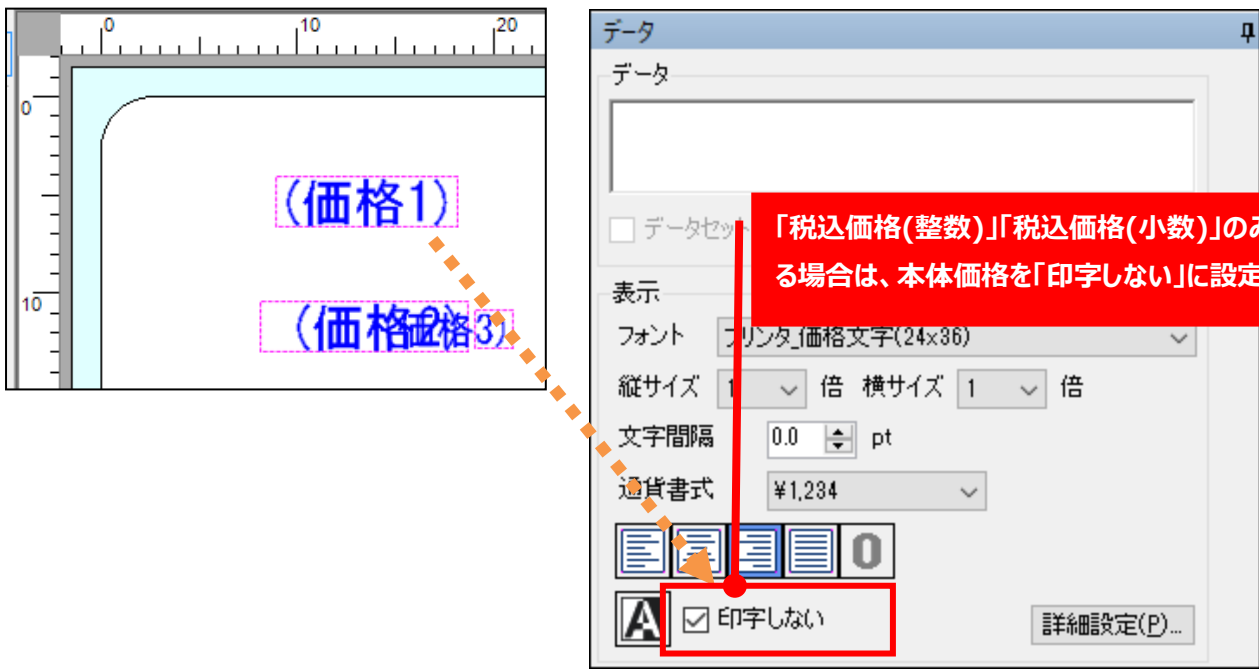 0 10 20
0
(価格1)
10
(価格2)
価格3)
データ
データ
データセット
「税込価格(整数)」「税込価格(小数)」のみ
る場合は、本体価格を「印字しない」に設定
表示
フォント プリンタ_価格文字(24x36)
縦サイズ 1 倍 横サイズ 1 倍
文字間隔 0.0 pt
通貨書式 ¥1,234
0
A 印字しない 詳細設定(P)...